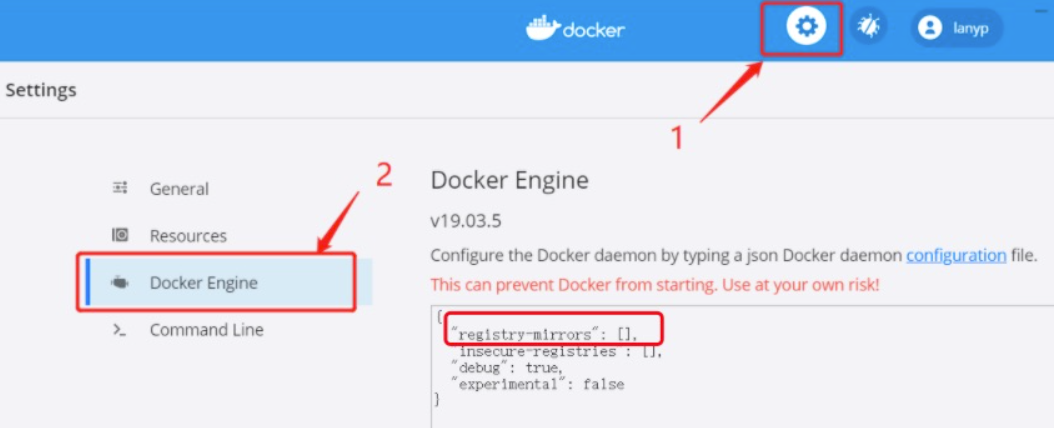 docker
lanyp
1
Settings
2
General
Resources
Docker Engine
Command Line
Docker Engine
v19.03.5
Configure the Docker daemon by typing a json Docker daemon configuration file.
This can prevent Docker from starting. Use at your own risk!
{
"registry-mirrors": [],
"insecure-registries": [],
"debug": true,
"experimental": false
}